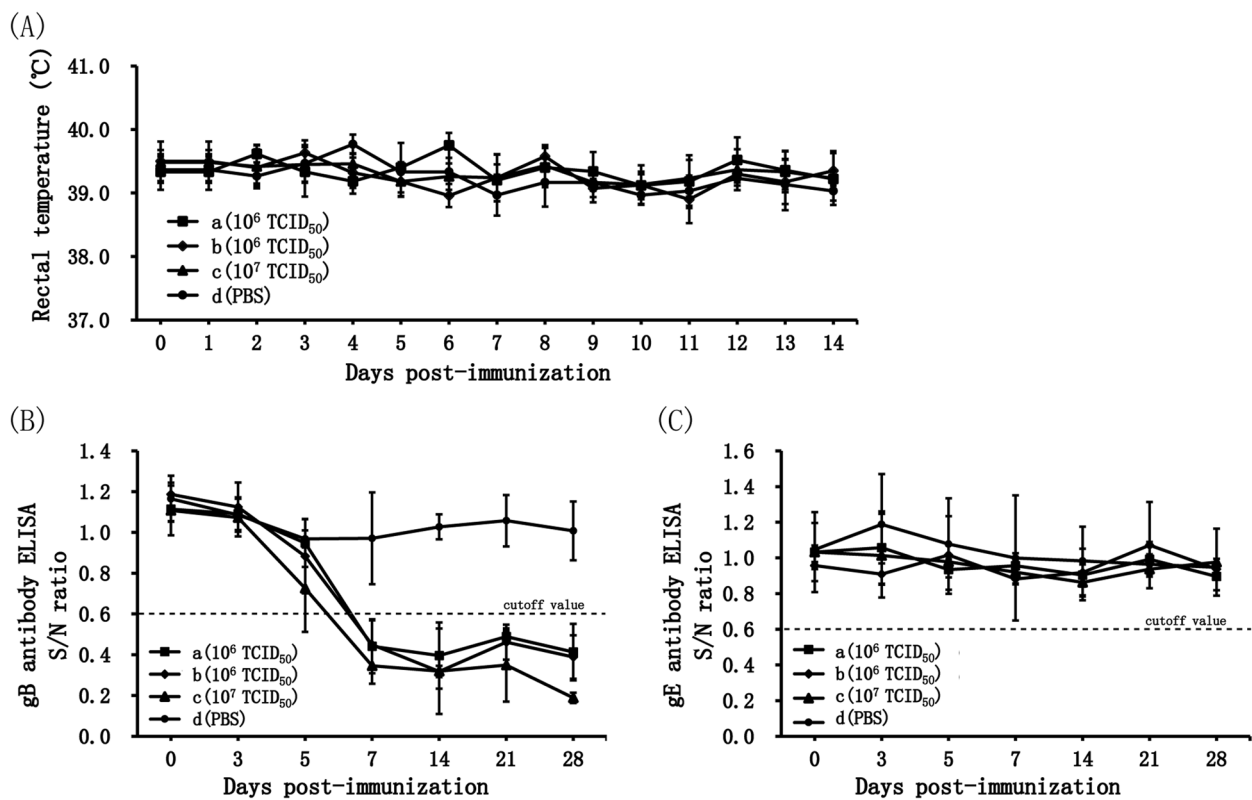 (A)
Rectal temperature (℃)
41.0
40.0
39.0
38.0
37.0
a(10⁶ TCID₅₀)
b(10⁶ TCID₅₀)
c(10⁷ TCID₅₀)
d(PBS)
0 1 2 3 4 5 6 7 8 9 10 11 12 13 14
Days post-immunization
(B)
gB antibody ELISA
S/N ratio
1.4
1.2
1.0
0.8
0.6
0.4
0.2
0.0
cutoff value
a(10⁶ TCID₅₀)
b(10⁶ TCID₅₀)
c(10⁷ TCID₅₀)
d(PBS)
0 3 5 7 14 21 28
Days post-immunization
(C)
gE antibody ELISA
S/N ratio
1.6
1.4
1.2
1.0
0.8
0.6
0.4
0.2
0.0
cutoff value
a(10⁶ TCID₅₀)
b(10⁶ TCID₅₀)
c(10⁷ TCID₅₀)
d(PBS)
0 3 5 7 14 21 28
Days post-immunization